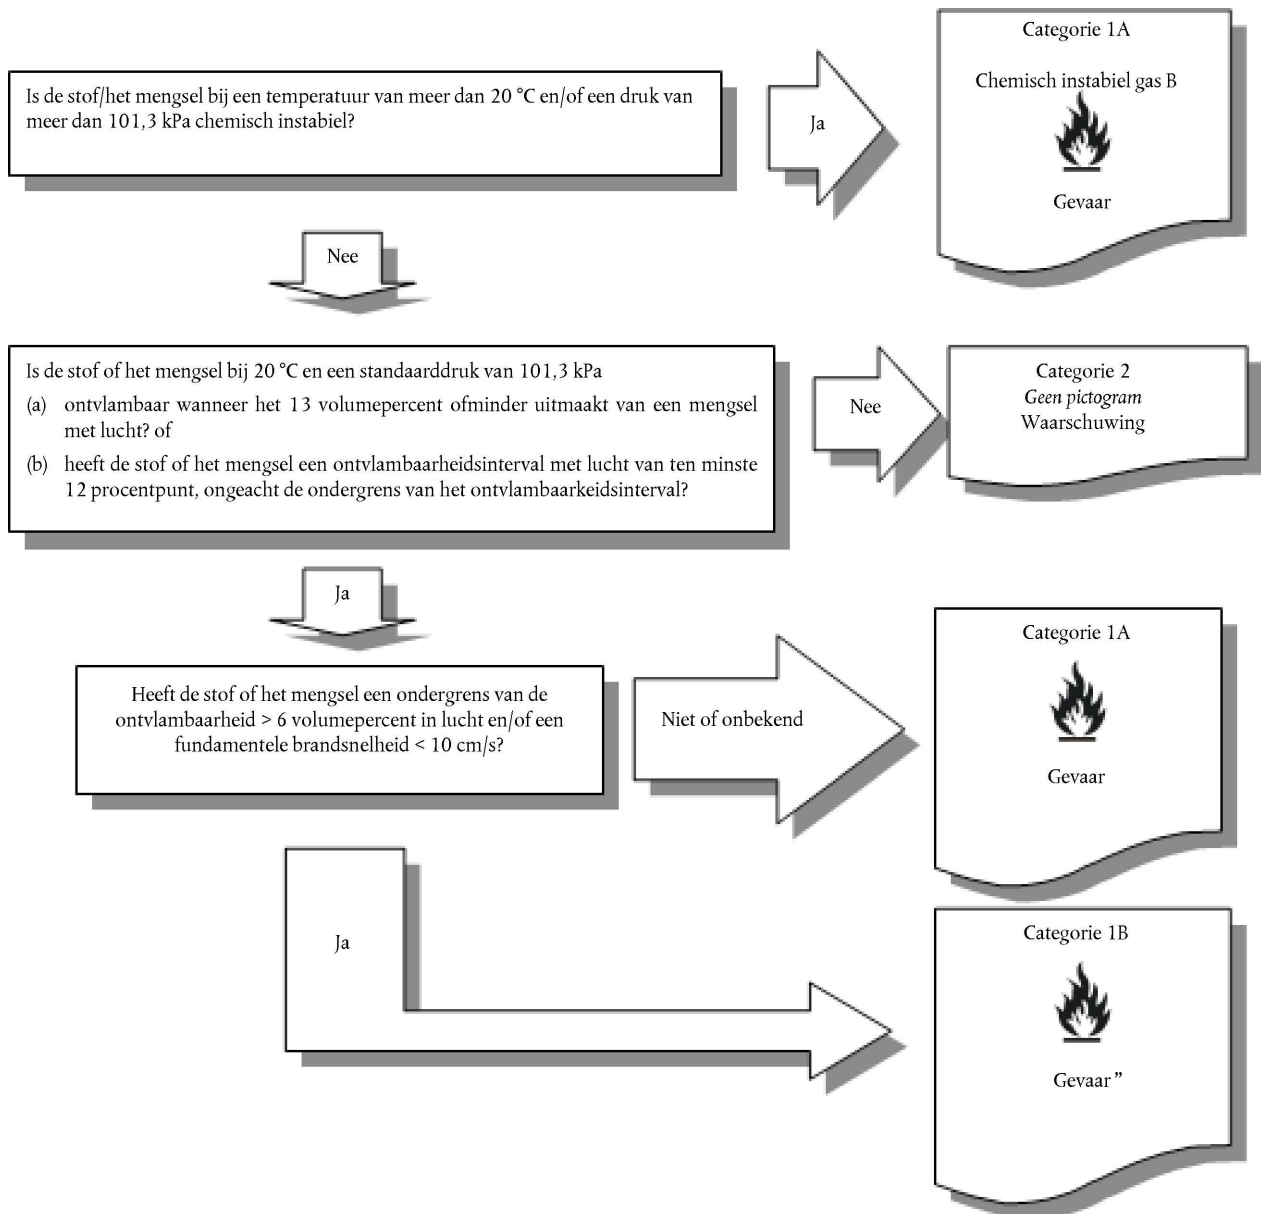 Is de stof/het mengsel bij een temperatuur van meer dan 20 °C en/of een druk van
meer dan 101,3 kPa chemisch instabiel?
Ja
Categorie 1A
Chemisch instabiel gas B
Gevaar
Nee
Is de stof of het mengsel bij 20 °C en een standaarddruk van 101,3 kPa
(a) ontvlambaar wanneer het 13 volumepercent ofminder uitmaakt van een mengsel
met lucht? of
(b) heeft de stof of het mengsel een ontvlambaarheidsinterval met lucht van ten minste
12 procentpunt, ongeacht de ondergrens van het ontvlambaarkeidsinterval?
Nee
Categorie 2
Geen pictogram
Waarschuwing
Ja
Heeft de stof of het mengsel een ondergrens van de
ontvlambaarheid > 6 volumepercent in lucht en/of een
fundamentele brandsnelheid < 10 cm/s?
Niet of onbekend
Categorie 1A
Gevaar
Ja
Categorie 1B
Gevaar ”